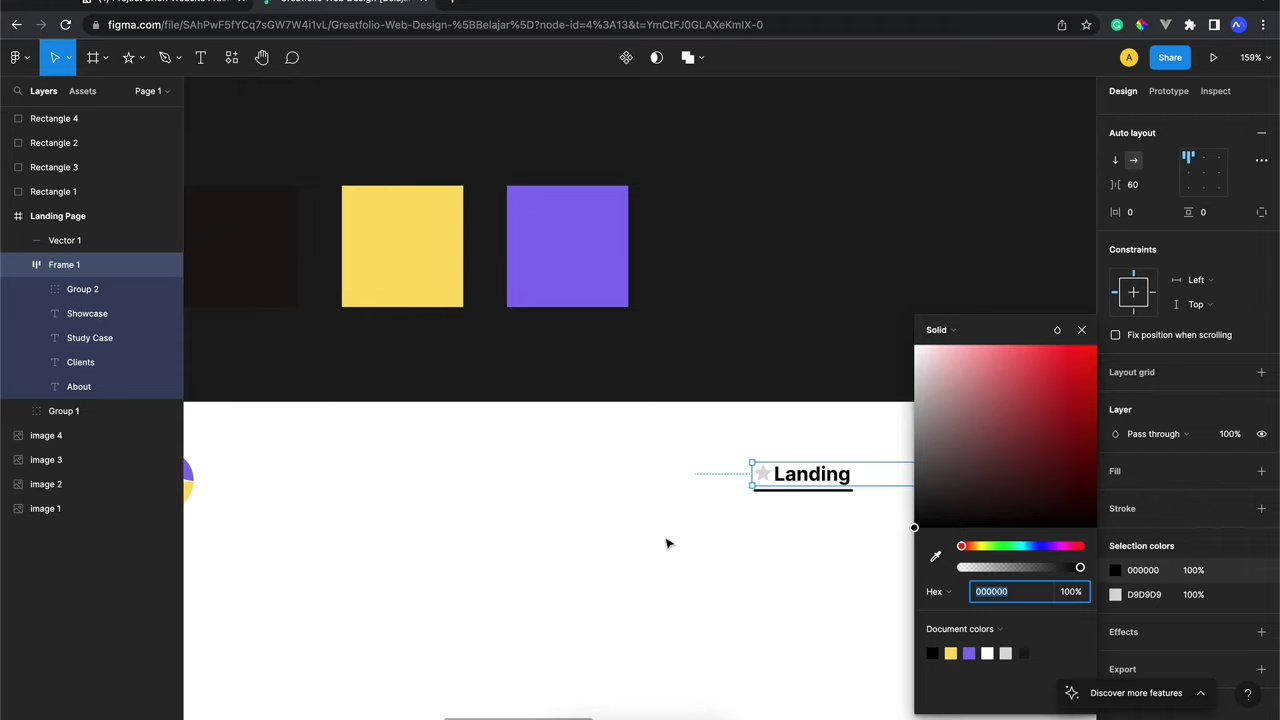 figma.com/file/SAhPwF5fYCq7sGW7W4i1vL/Greatfolio-Web-Design-%5BBelajar%5D?node-id=4%3A13&t=YmCtFJ0GLAXeKmIX-0
A
Share
159%
Layers
Assets
Page 1
Rectangle 4
Rectangle 2
Rectangle 3
Rectangle 1
Landing Page
Vector 1
Frame 1
Group 2
Showcase
Study Case
Clients
About
Group 1
image 4
image 3
image 2
image 1
Landing
Solid
Hex
000000
100%
Document colors
Design
Prototype
Inspect
Auto layout
60
0
0
Constraints
Left
Top
Fix position when scrolling
Layout grid
Layer
Pass through
100%
Fill
Stroke
Selection colors
000000
100%
D9D9D9
100%
Effects
Export
Discover more features
?